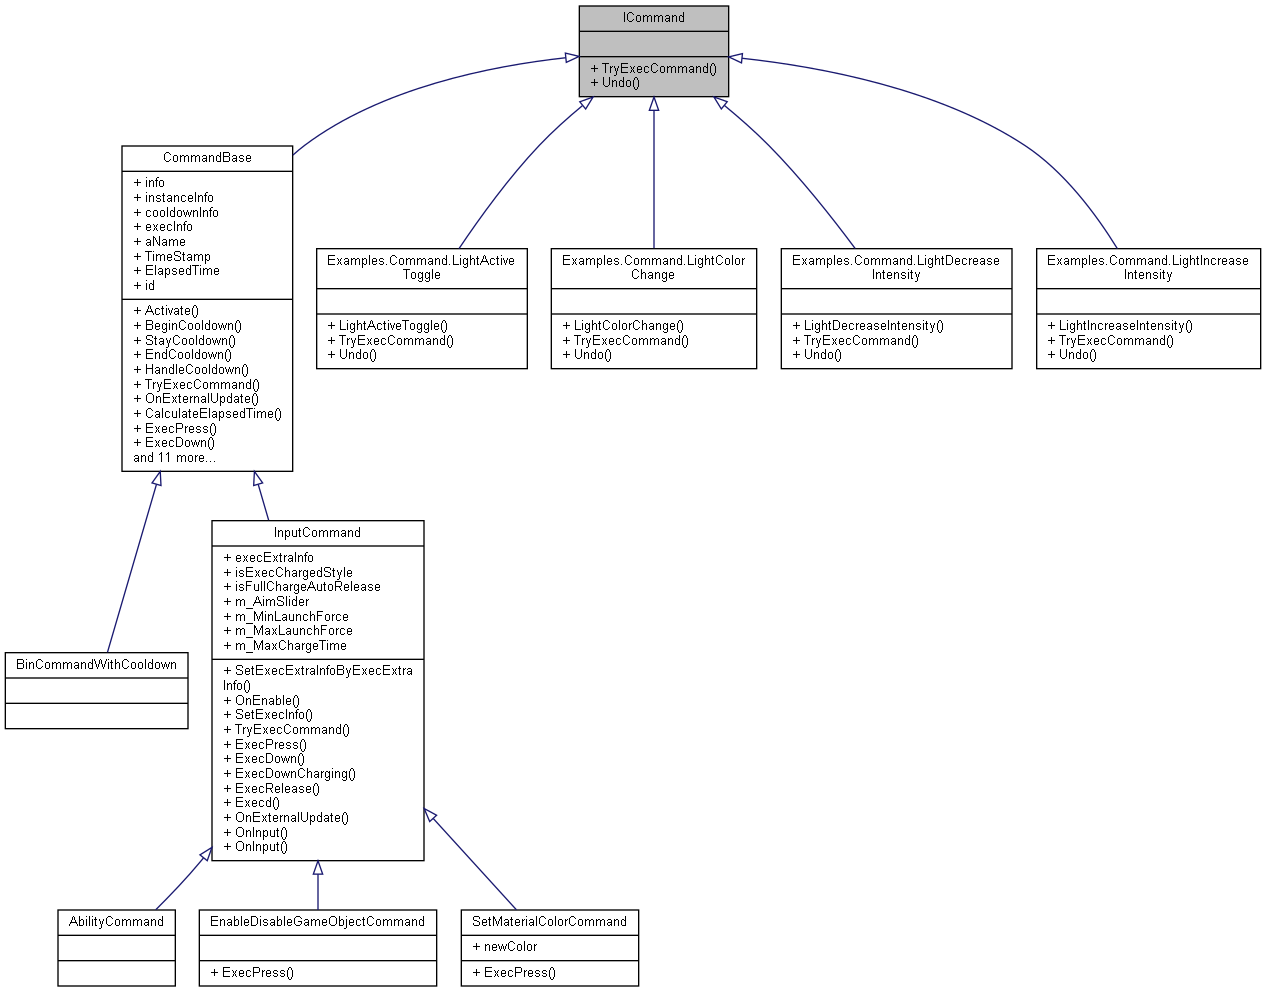 ICommand
+ TryExecCommand()
+ Undo()
CommandBase
+ info
+ instanceInfo
+ cooldownInfo
+ execInfo
+ aName
+ TimeStamp
+ ElapsedTime
+ id
+ Activate()
+ BeginCooldown()
+ StayCooldown()
+ EndCooldown()
+ HandleCooldown()
+ TryExecCommand()
+ OnExternalUpdate()
+ CalculateElapsedTime()
+ ExecPress()
+ ExecDown()
and 11 more...
Examples.Command.LightActive
Toggle
+ LightActiveToggle()
+ TryExecCommand()
+ Undo()
Examples.Command.LightColor
Change
+ LightColorChange()
+ TryExecCommand()
+ Undo()
Examples.Command.LightDecrease
Intensity
+ LightDecreaseIntensity()
+ TryExecCommand()
+ Undo()
Examples.Command.LightIncrease
Intensity
+ LightIncreaseIntensity()
+ TryExecCommand()
+ Undo()
BinCommandWithCooldown
InputCommand
+ execExtraInfo
+ isExecChargedStyle
+ isFullChargeAutoRelease
+ m_AimSlider
+ m_MinLaunchForce
+ m_MaxLaunchForce
+ m_MaxChargeTime
+ SetExecExtraInfoByExecExtra
Info()
+ OnEnable()
+ SetExecInfo()
+ TryExecCommand()
+ ExecPress()
+ ExecDown()
+ ExecDownCharging()
+ ExecRelease()
+ Execd()
+ OnExternalUpdate()
+ OnInput()
+ OnInput()
AbilityCommand
EnableDisableGameObjectCommand
+ ExecPress()
SetMaterialColorCommand
+ newColor
+ ExecPress()